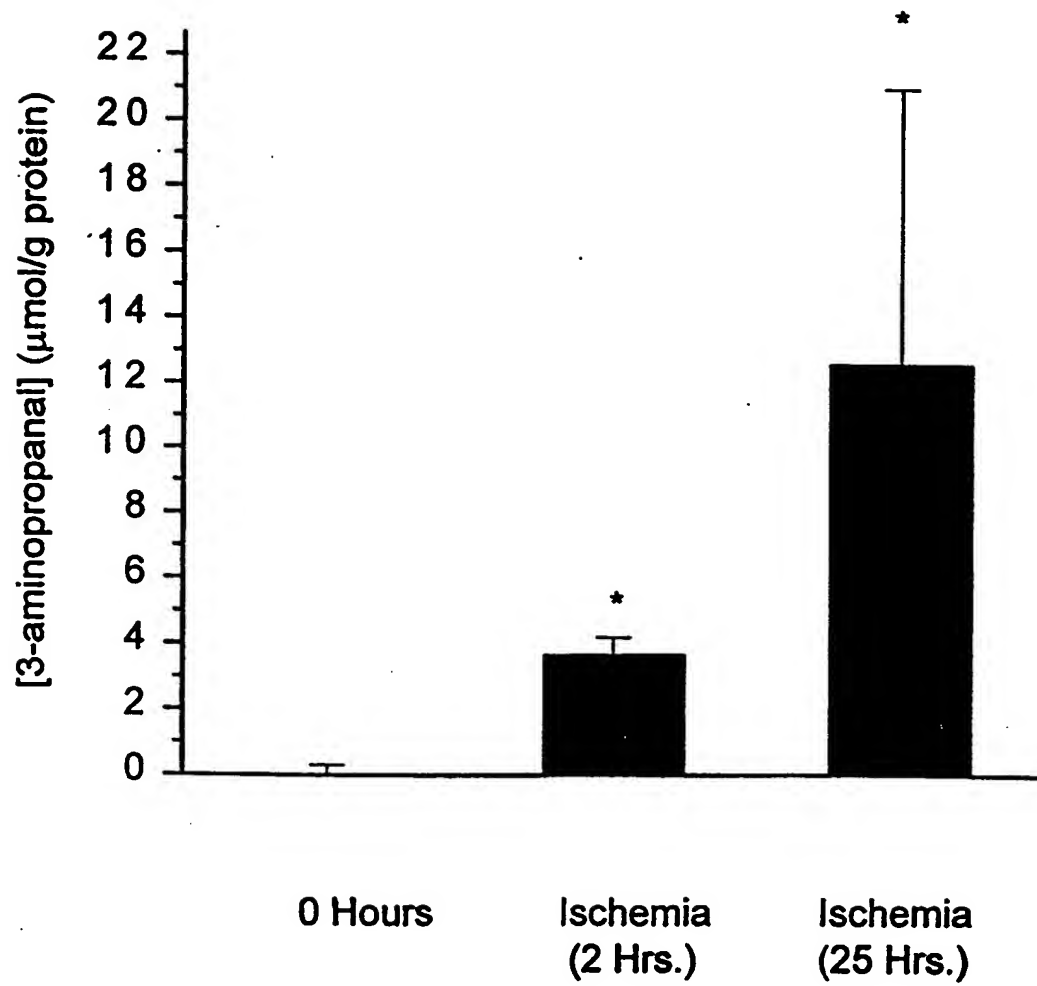 [3-aminopropanal] (μmol/g protein)
22
20
18
16
14
12
10
8
6
4
2
0
*
*
0 Hours
Ischemia
(2 Hrs.)
Ischemia
(25 Hrs.)